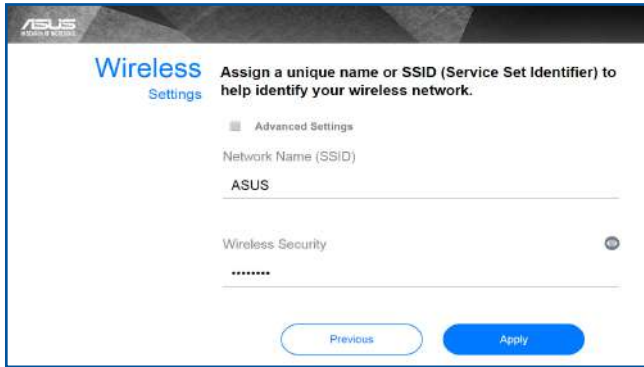 ASUS
Wireless
Settings
Assign a unique name or SSID (Service Set Identifier) to
help identify your wireless network.
Advanced Settings
Network Name (SSID)
ASUS
Wireless Security
••••••••
Previous
Apply